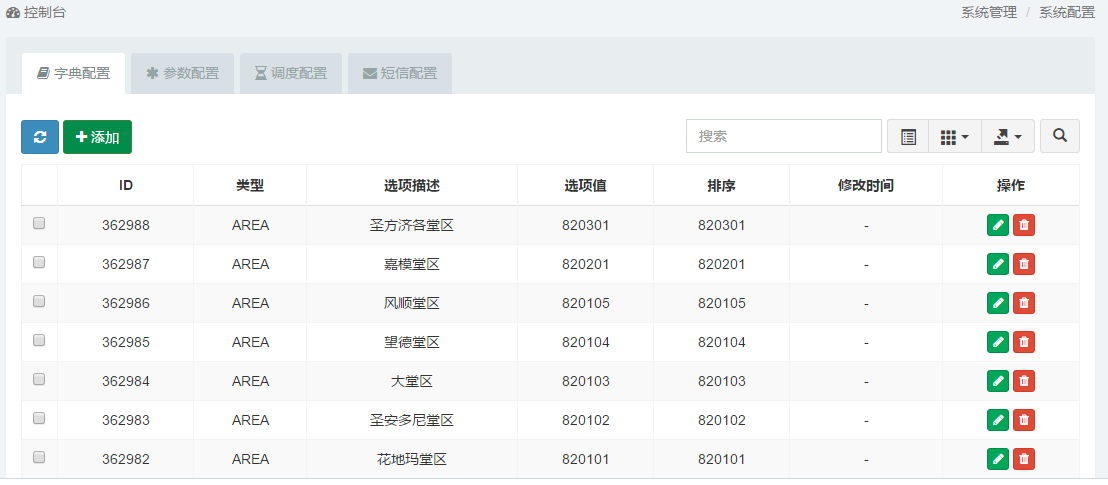 控制台 系统管理 / 系统配置
字典配置 参数配置 调度配置 短信配置
添加 搜索
ID 类型 选项描述 选项值 排序 修改时间 操作
362988 AREA 圣方济各堂区 820301 820301 -
362987 AREA 嘉模堂区 820201 820201 -
362986 AREA 风顺堂区 820105 820105 -
362985 AREA 望德堂区 820104 820104 -
362984 AREA 大堂区 820103 820103 -
362983 AREA 圣安多尼堂区 820102 820102 -
362982 AREA 花地玛堂区 820101 820101 -